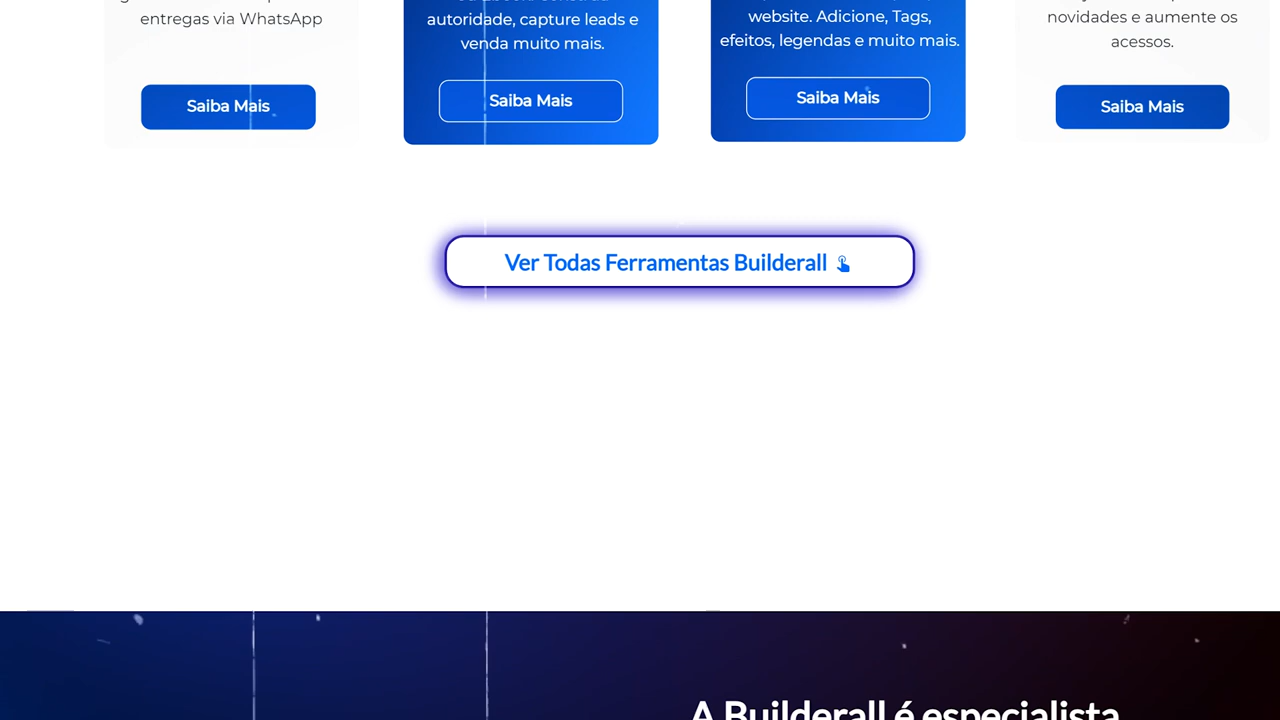 entregas via WhatsApp
Saiba Mais
autoridade, capture leads e
venda muito mais.
Saiba Mais
website. Adicione, Tags,
efeitos, legendas e muito mais.
Saiba Mais
novidades e aumente os
acessos.
Saiba Mais
Ver Todas Ferramentas Builderall
A Builderall é especialista